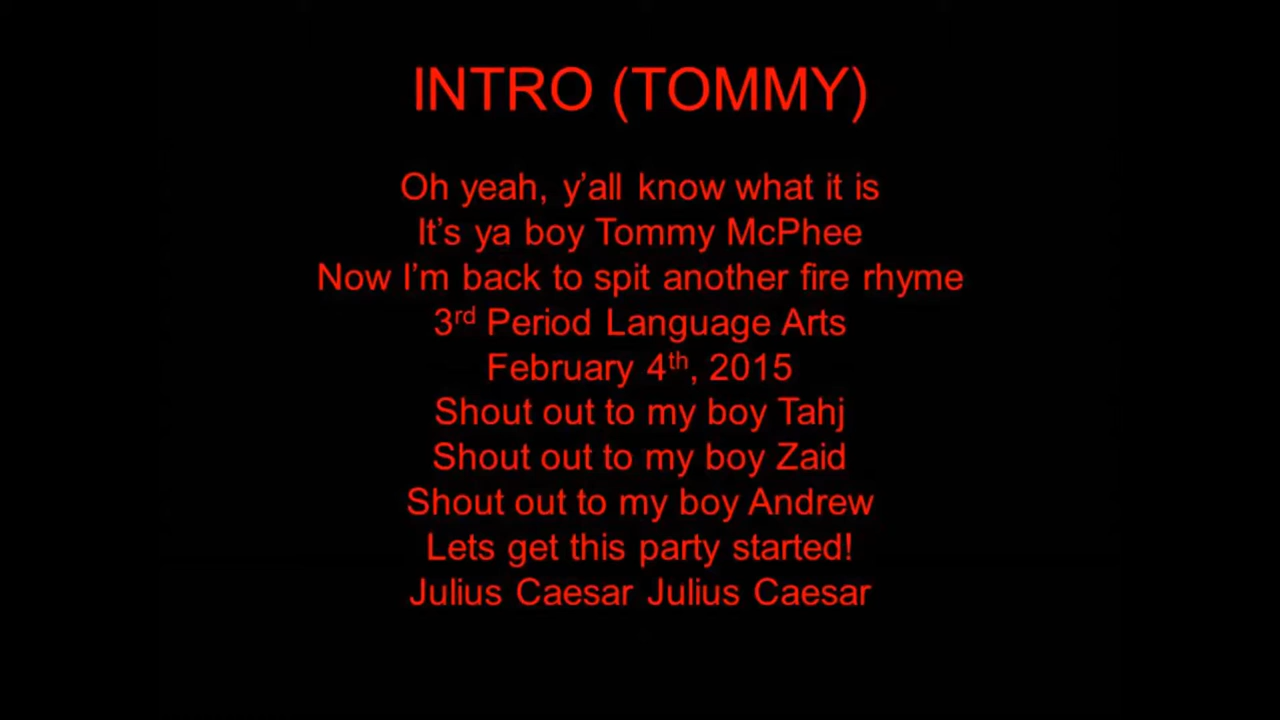 INTRO (TOMMY)
Oh yeah, y’all know what it is
It’s ya boy Tommy McPhee
Now I’m back to spit another fire rhyme
3rd Period Language Arts
February 4th, 2015
Shout out to my boy Tahj
Shout out to my boy Zaid
Shout out to my boy Andrew
Lets get this party started!
Julius Caesar Julius Caesar